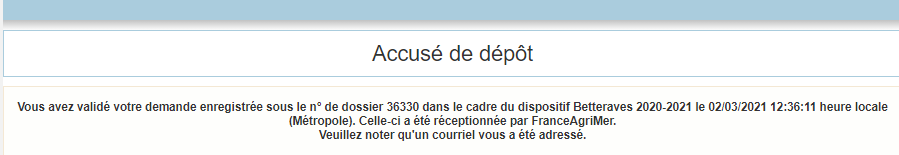 Accusé de dépôt
Vous avez validé votre demande enregistrée sous le n° de dossier 36330 dans le cadre du dispositif Betteraves 2020-2021 le 02/03/2021 12:36:11 heure locale
(Métropole). Celle-ci a été réceptionnée par FranceAgriMer.
Veuillez noter qu'un courriel vous a été adressé.